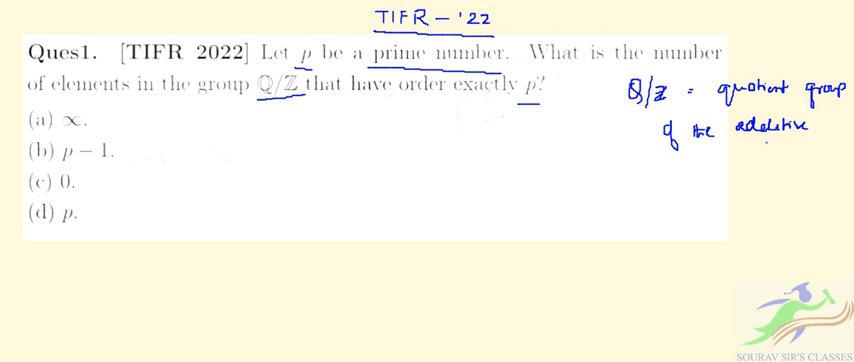 TIFR - '22
Ques1. [TIFR 2022] Let p be a prime number. What is the number
of elements in the group ℚ/ℤ that have order exactly p?
(a) ∞.
(b) p − 1.
(c) 0.
(d) p.
ℚ/ℤ = quotient group
of the additive
SOURAV SIR'S CLASSES